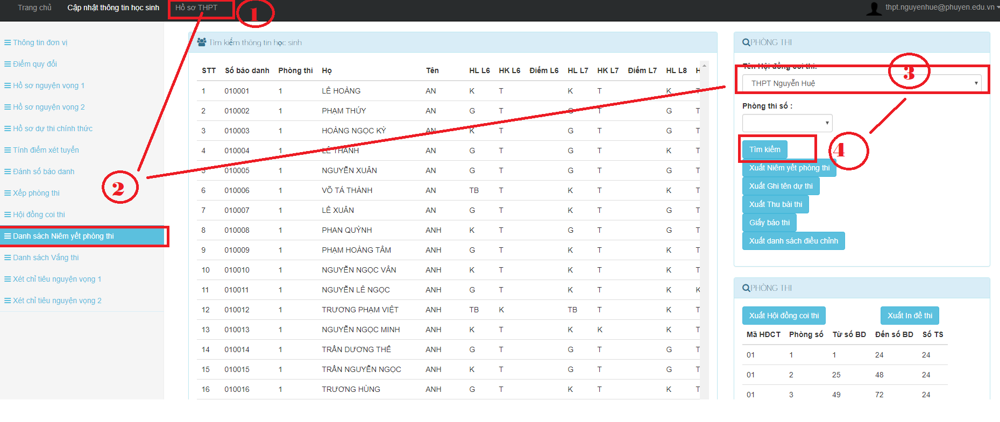 Trang chủ Cập nhật thông tin học sinh Hồ sơ THPT 1 thpt.nguyenhue@phuyen.edu.vn
Thông tin đơn vị
Điểm quy đổi
Hồ sơ nguyện vọng 1
Hồ sơ nguyện vọng 2
Hồ sơ dự thi chính thức
Tính điểm xét tuyển
Đánh số báo danh
2
Xếp phòng thi
Hội đồng coi thi
Danh sách Niêm yết phòng thi
Danh sách Vắng thi
Xét chỉ tiêu nguyện vọng 1
Xét chỉ tiêu nguyện vọng 2
Tìm kiếm thông tin học sinh
STT Số báo danh Phòng thi Họ Tên HL L6 HK L6 Điểm L6 HL L7 HK L7 Điểm L7 HL L8 H
1 010001 1 LÊ HOÀNG AN K T K T K T
2 010002 1 PHẠM THÚY AN G T G T G T
3 010003 1 HOÀNG NGỌC KỲ AN K T G T G T
4 010004 1 LÊ THÀNH AN G T G T K T
5 010005 1 NGUYỄN XUÂN AN G T G T G T
6 010006 1 VÕ TÁ THÀNH AN TB T K T K T
7 010007 1 LÊ XUÂN AN G T K T G T
8 010008 1 PHAN QUỲNH ANH K T G T G T
9 010009 1 PHẠM HOÀNG TÂM ANH G T K T K T
10 010010 1 NGUYỄN NGỌC VÂN ANH K T K T K T
11 010011 1 NGUYỄN LÊ NGỌC ANH G T K T K K
12 010012 1 TRƯƠNG PHẠM VIỆT ANH TB K TB T K T
13 010013 1 NGUYỄN NGỌC MINH ANH K T K K K T
14 010014 1 TRẦN DƯƠNG THẾ ANH G T G T G T
15 010015 1 TRẦN NGUYỄN NGỌC ANH K T G T G T
16 010016 1 TRƯƠNG HÙNG ANH G T K T K T
PHÒNG THI
Tên Hội đồng coi thi:
3
THPT Nguyễn Huệ
Phòng thi số :
Tìm kiếm
4
Xuất Niêm yết phòng thi
Xuất Ghi tên dự thi
Xuất Thu bài thi
Giấy báo thi
Xuất danh sách điều chỉnh
PHÒNG THI
Xuất Hội đồng coi thi Xuất In đề thi
Mã HĐCT Phòng số Từ số BD Đến số BD Số TS
01 1 1 24 24
01 2 25 48 24
01 3 49 72 24